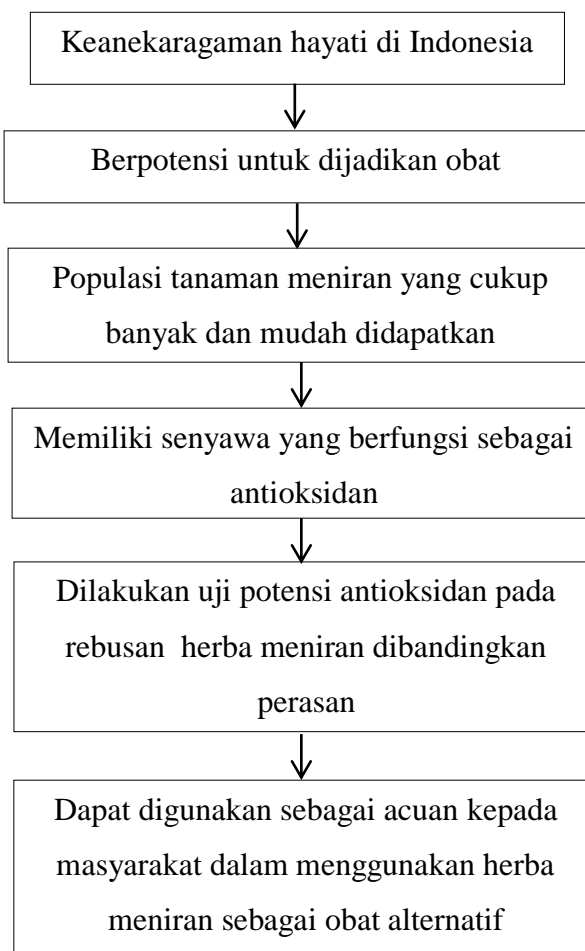 Keanekaragaman hayati di Indonesia
Berpotensi untuk dijadikan obat
Populasi tanaman meniran yang cukup
banyak dan mudah didapatkan
Memiliki senyawa yang berfungsi sebagai
antioksidan
Dilakukan uji potensi antioksidan pada
rebusan herba meniran dibandingkan
perasan
Dapat digunakan sebagai acuan kepada
masyarakat dalam menggunakan herba
meniran sebagai obat alternatif